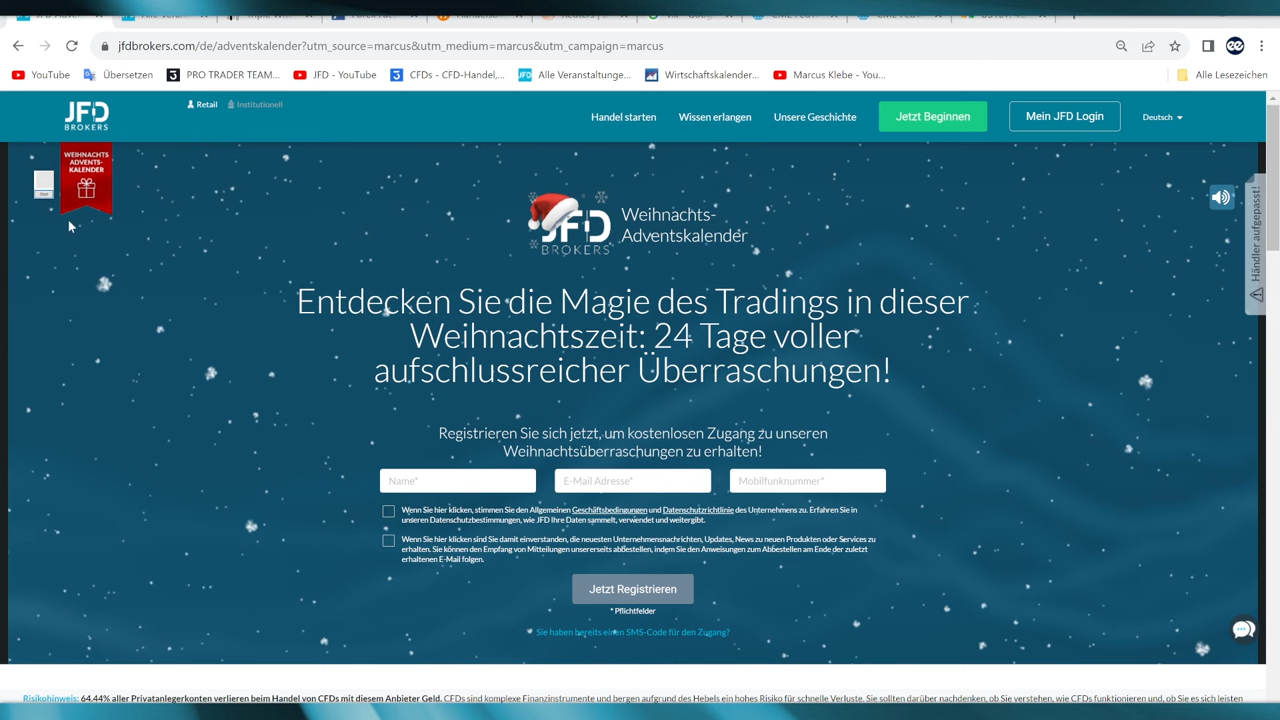 jfdbrokers.com/de/adventskalender?utm_source=marcus&utm_medium=marcus&utm_campaign=marcus
YouTube
Übersetzen
PRO TRADER TEAM...
JFD - YouTube
CFDs - CFD-Handel,...
Alle Veranstaltunge...
Wirtschaftskalender...
Marcus Klebe - You...
Alle Lesezeichen
JFD
BROKERS
Retail
Institutionell
Handel starten
Wissen erlangen
Unsere Geschichte
Jetzt Beginnen
Mein JFD Login
Deutsch
WEIHNACHTS
ADVENTS-
KALENDER
Start
Händler aufgepasst!
JFD
BROKERS
Weihnachts-
Adventskalender
Entdecken Sie die Magie des Tradings in dieser
Weihnachtszeit: 24 Tage voller
aufschlussreicher Überraschungen!
Registrieren Sie sich jetzt, um kostenlosen Zugang zu unseren
Weihnachtsüberraschungen zu erhalten!
Name*
E-Mail Adresse*
Mobilfunknummer*
Wenn Sie hier klicken, stimmen Sie den Allgemeinen Geschäftsbedingungen und Datenschutzrichtlinie des Unternehmens zu. Erfahren Sie in
unseren Datenschutzbestimmungen, wie JFD Ihre Daten sammelt, verwendet und weitergibt.
Wenn Sie hier klicken sind Sie damit einverstanden, die neuesten Unternehmensnachrichten, Updates, News zu neuen Produkten oder Services zu
erhalten. Sie können den Empfang von Mitteilungen unsererseits abbestellen, indem Sie den Anweisungen zum Abbestellen am Ende der zuletzt
erhaltenen E-Mail folgen.
Jetzt Registrieren
* Pflichtfelder
Sie haben bereits einen SMS-Code für den Zugang?
Risikohinweis: 64.44% aller Privatanlegerkonten verlieren beim Handel von CFDs mit diesem Anbieter Geld. CFDs sind komplexe Finanzinstrumente und bergen aufgrund des Hebels ein hohes Risiko für schnelle Verluste. Sie sollten darüber nachdenken, ob Sie verstehen, wie CFDs funktionieren und, ob Sie es sich leisten